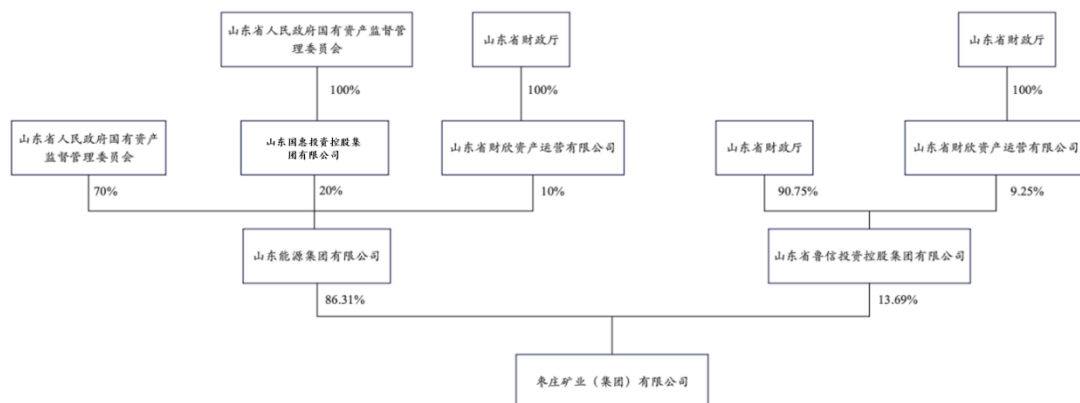 山东省人民政府国有资产监督管
理委员会
山东省财政厅
山东省财政厅
100%
100%
100%
山东省人民政府国有资产
监督管理委员会
山东国惠投资控股集
团有限公司
山东省财欣资产运营有限公司
山东省财政厅
山东省财欣资产运营有限公司
70%
20%
10%
90.75%
9.25%
山东能源集团有限公司
山东省鲁信投资控股集团有限公司
86.31%
13.69%
枣庄矿业（集团）有限公司